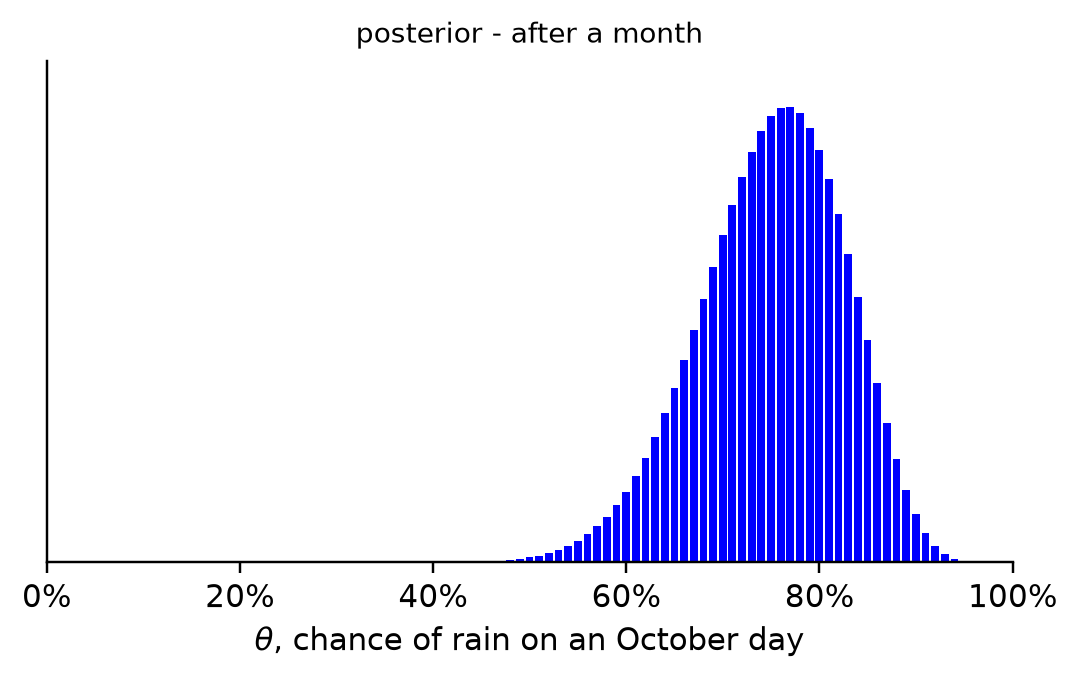 posterior - after a month
0% 20% 40% 60% 80% 100%
θ, chance of rain on an October day